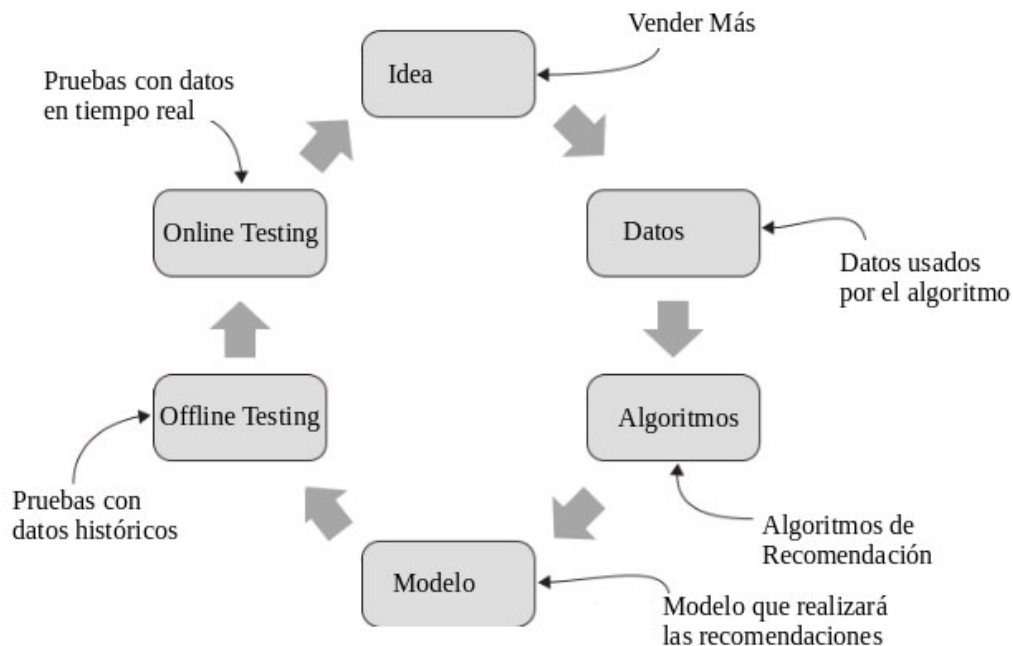 Vender Más
Idea
Pruebas con datos
en tiempo real
Online Testing
Datos
Datos usados
por el algoritmo
Offline Testing
Algoritmos
Pruebas con
datos históricos
Algoritmos de
Recomendación
Modelo
Modelo que realizará
las recomendaciones